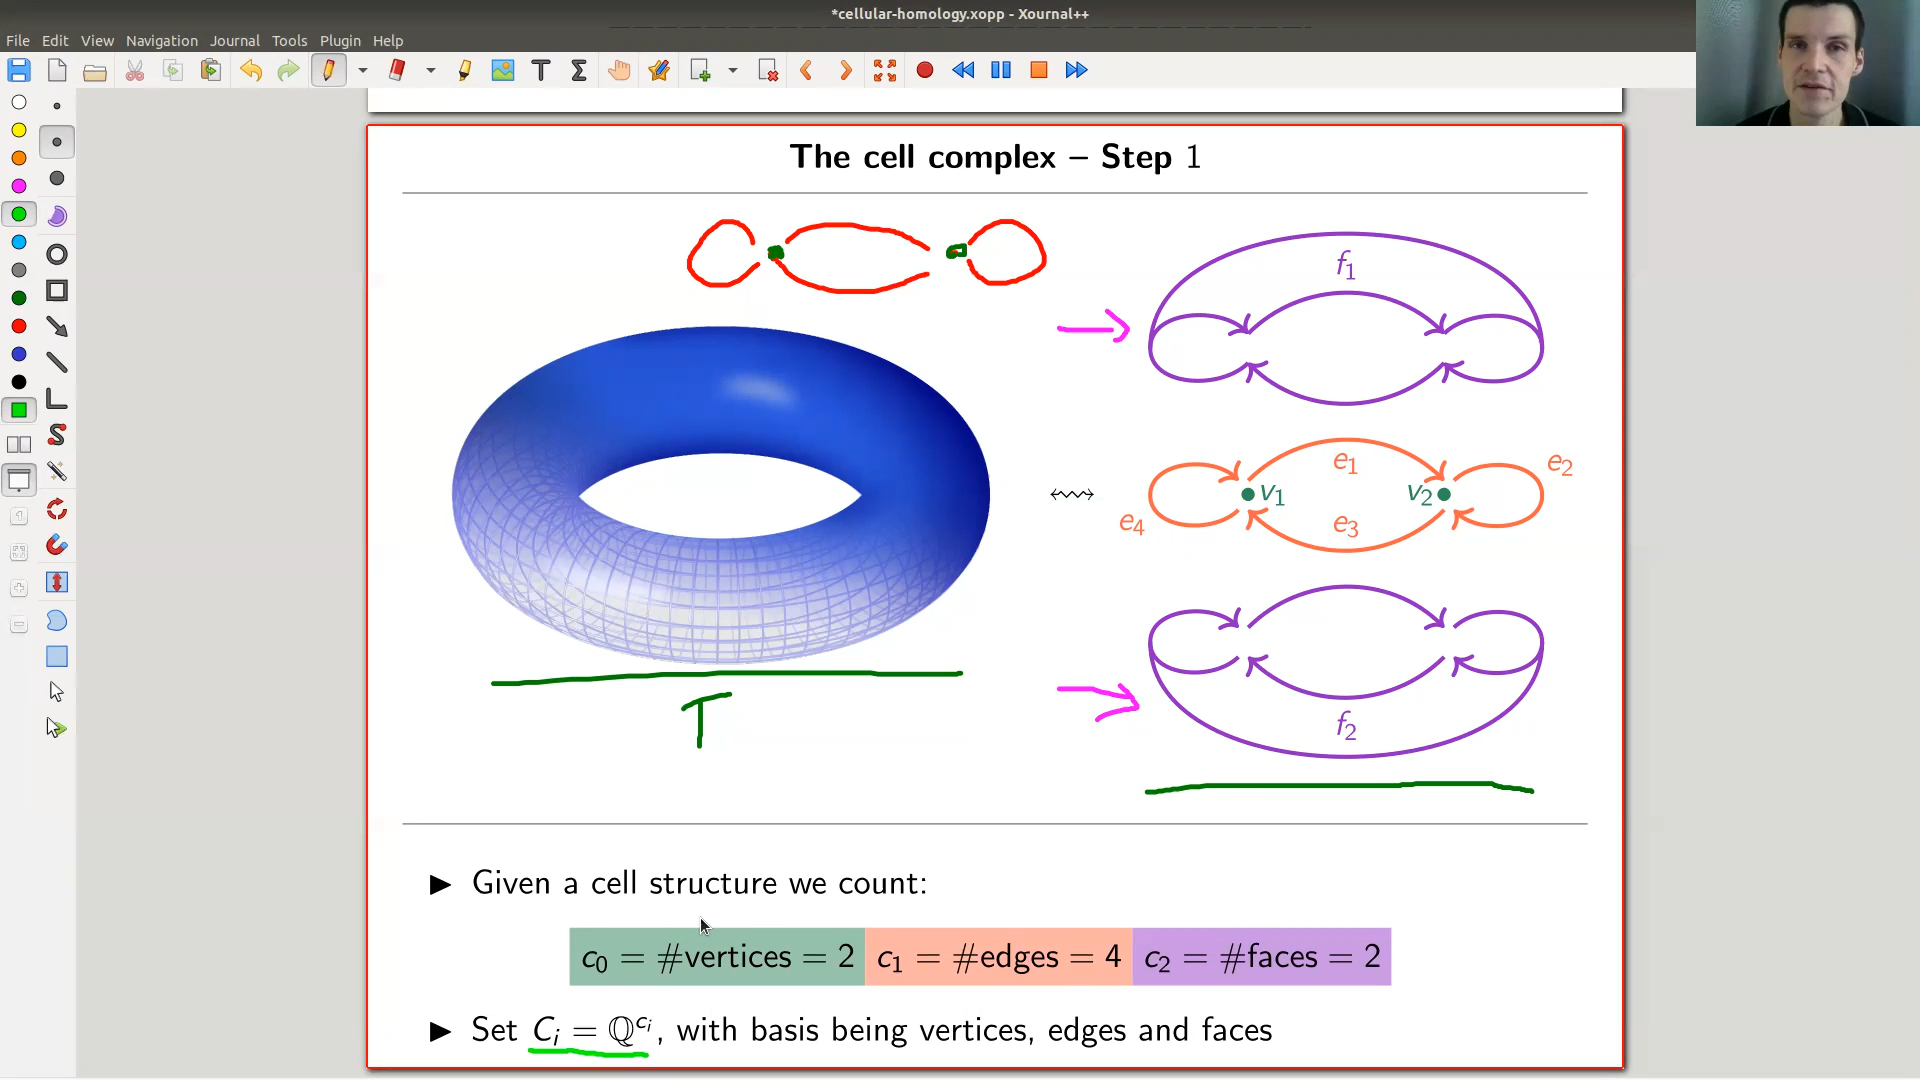 *cellular-homology.xopp - Xournal++
File Edit View Navigation Journal Tools Plugin Help
The cell complex – Step 1
f₁
e₁
e₂
v₁
v₂
e₄
e₃
f₂
T
▶ Given a cell structure we count:
c₀ = #vertices = 2 c₁ = #edges = 4 c₂ = #faces = 2
▶ Set Cᵢ = ℚ^{cᵢ}, with basis being vertices, edges and faces